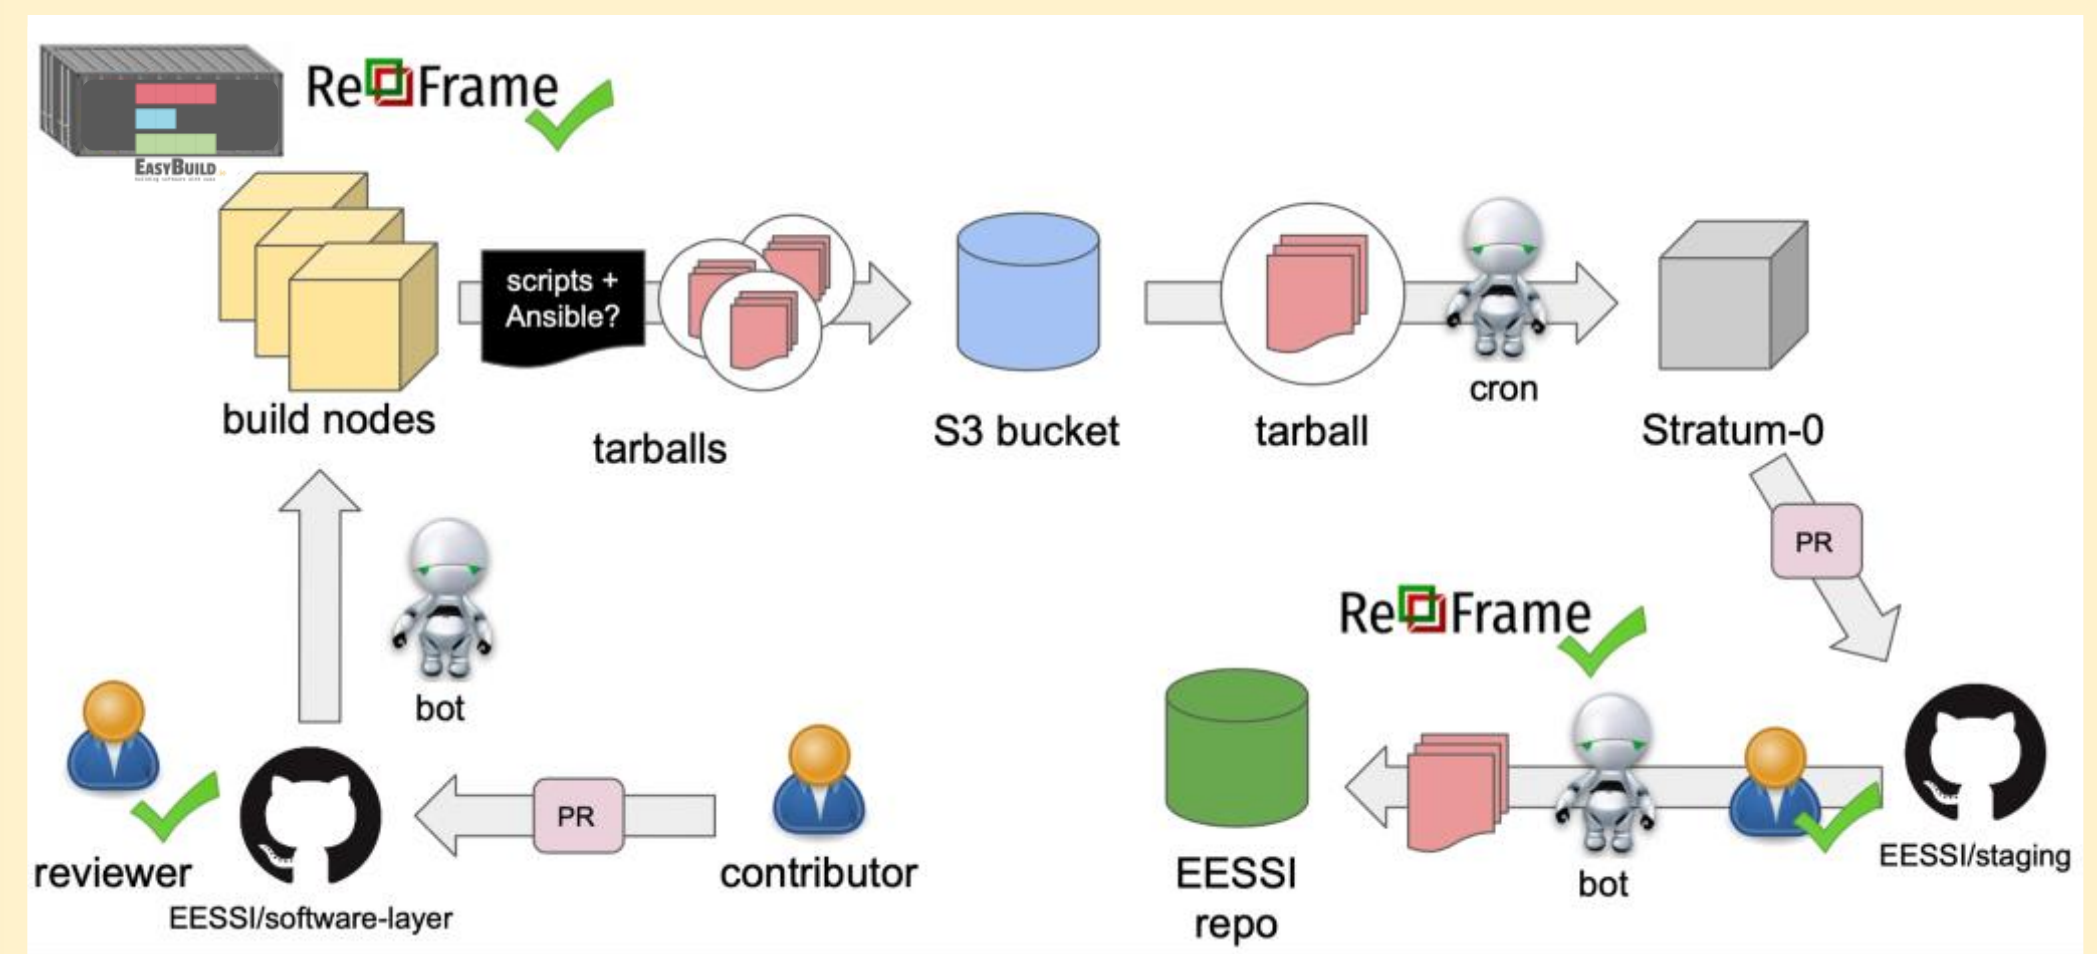 ReFrame
EASYBUILD
scripts +
Ansible?
build nodes
tarballs
S3 bucket
tarball
cron
Stratum-0
PR
bot
ReFrame
reviewer
EESSI/software-layer
PR
contributor
EESSI
repo
bot
EESSI/staging